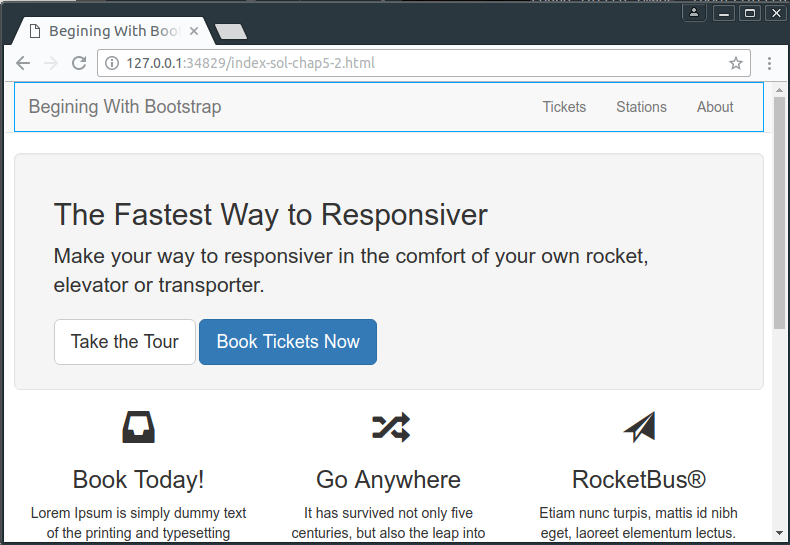 Begining With Boot
127.0.0.1:34829/index-sol-chap5-2.html
Begining With Bootstrap
Tickets
Stations
About
The Fastest Way to Responsiver
Make your way to responsiver in the comfort of your own rocket,
elevator or transporter.
Take the Tour
Book Tickets Now
Book Today!
Go Anywhere
RocketBus®
Lorem Ipsum is simply dummy text
of the printing and typesetting
It has survived not only five
centuries, but also the leap into
Etiam nunc turpis, mattis id nibh
eget, laoreet elementum lectus.